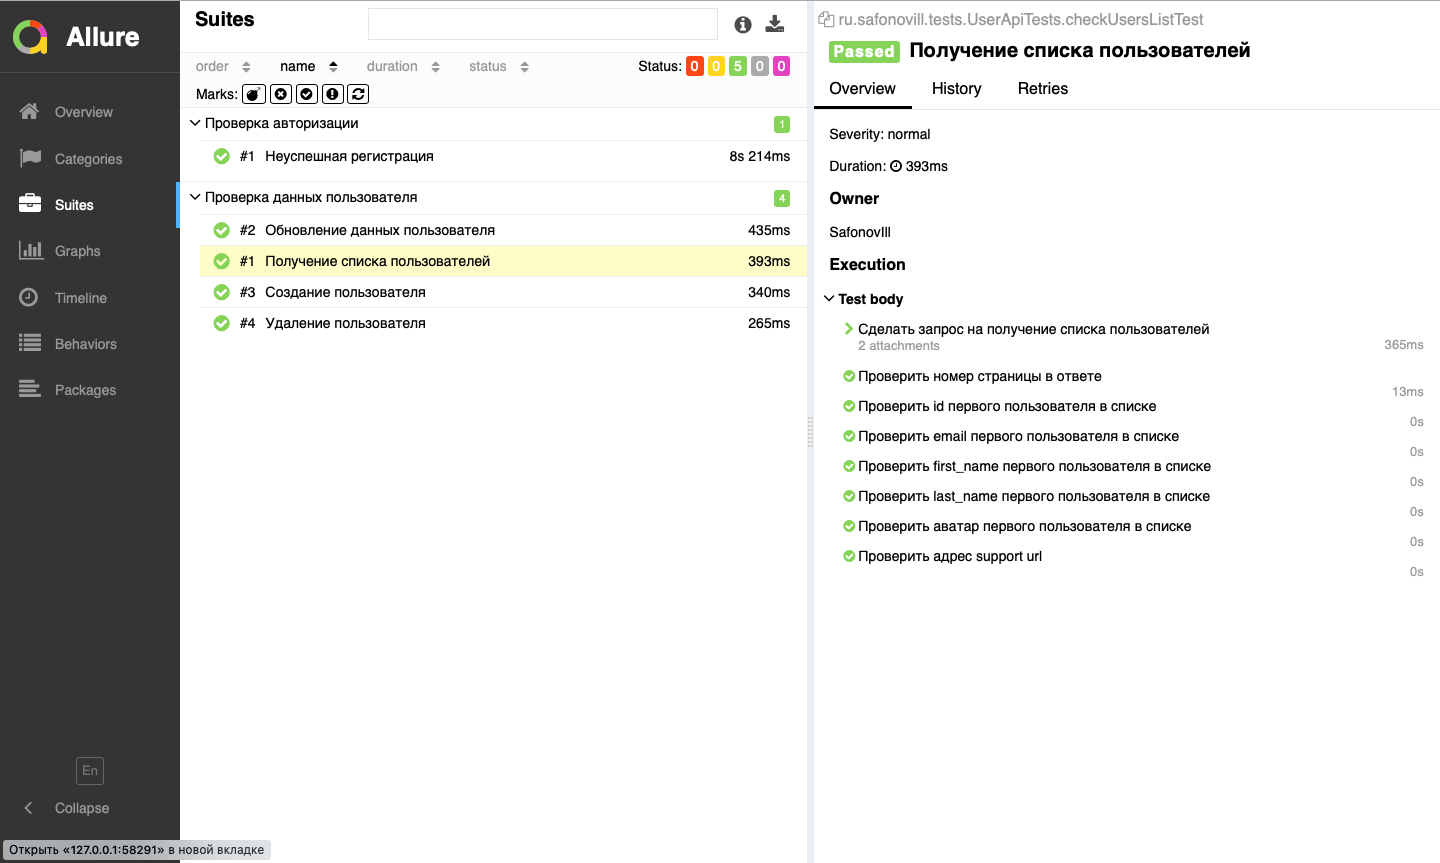 Allure
Overview
Categories
Suites
Graphs
Timeline
Behaviors
Packages
En
Collapse
Открыть «127.0.0.1:58291» в новой вкладке
Suites
order name duration status Status: 0 0 5 0 0
Marks:
Проверка авторизации 1
#1 Неуспешная регистрация 8s 214ms
Проверка данных пользователя 4
#2 Обновление данных пользователя 435ms
#1 Получение списка пользователей 393ms
#3 Создание пользователя 340ms
#4 Удаление пользователя 265ms
ru.safonovill.tests.UserApiTests.checkUsersListTest
Passed Получение списка пользователей
Overview History Retries
Severity: normal
Duration: 393ms
Owner
SafonovIll
Execution
Test body
Сделать запрос на получение списка пользователей
2 attachments 365ms
Проверить номер страницы в ответе
13ms
Проверить id первого пользователя в списке
0s
Проверить email первого пользователя в списке
0s
Проверить first_name первого пользователя в списке
0s
Проверить last_name первого пользователя в списке
0s
Проверить аватар первого пользователя в списке
0s
Проверить адрес support url
0s